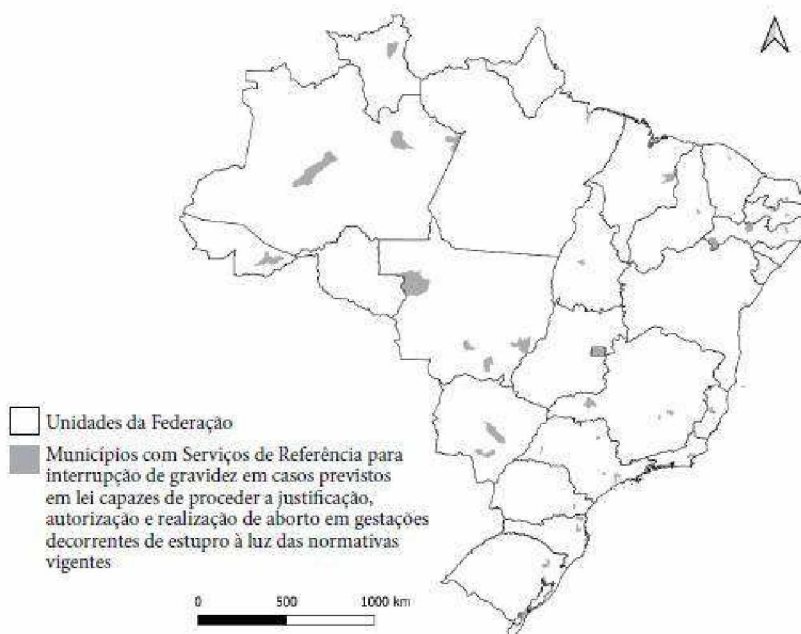 Unidades da Federação
Municípios com Serviços de Referência para
interrupção de gravidez em casos previstos
em lei capazes de proceder a justificação,
autorização e realização de aborto em gestações
decorrentes de estupro à luz das normativas
vigentes
0 500 1000 km